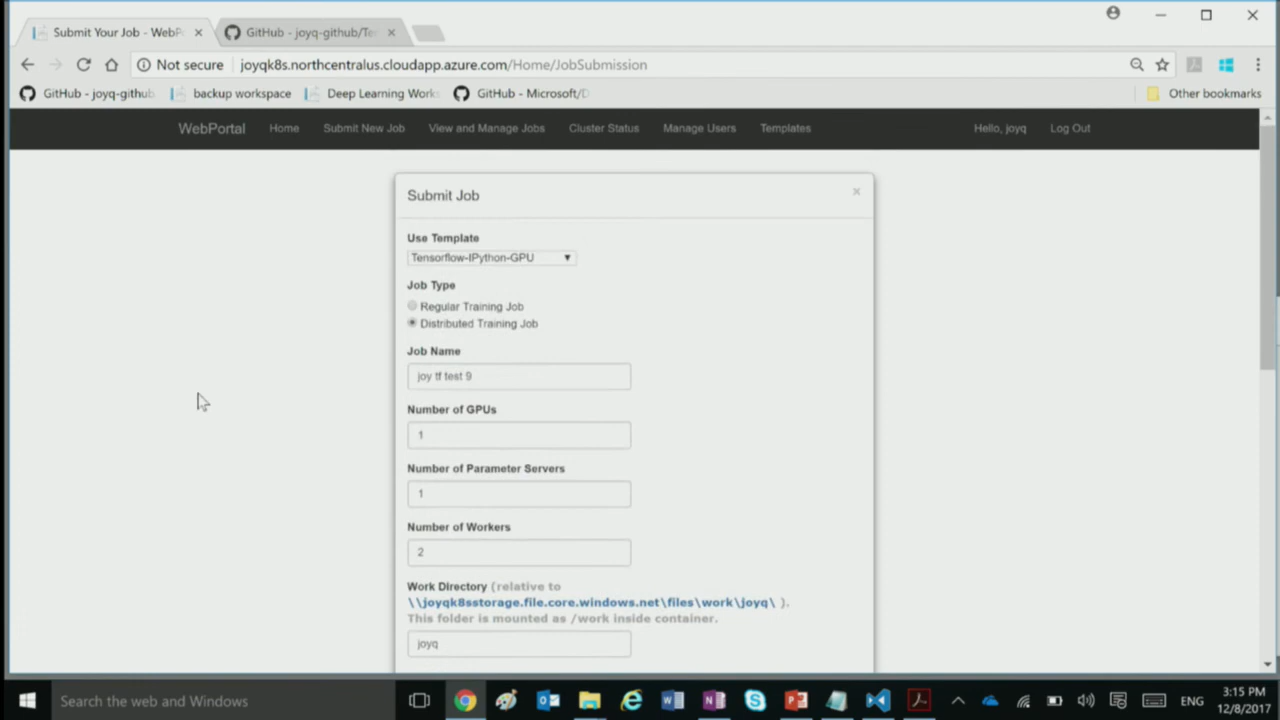 Submit Your Job - WebP
GitHub - joyq-github/Te
Not secure joyqk8s.northcentralus.cloudapp.azure.com/Home/JobSubmission
GitHub - joyq-github
backup workspace
Deep Learning Work
GitHub - Microsoft/D
Other bookmarks
WebPortal Home Submit New Job View and Manage Jobs Cluster Status Manage Users Templates Hello, joyq Log Out
Submit Job ×
Use Template
Tensorflow-IPython-GPU
Job Type
Regular Training Job
Distributed Training Job
Job Name
joy tf test 9
Number of GPUs
1
Number of Parameter Servers
1
Number of Workers
2
Work Directory (relative to
\\joyqk8sstorage.file.core.windows.net\files\work\joyq\ ).
This folder is mounted as /work inside container.
joyq
Search the web and Windows
ENG
3:15 PM
12/8/2017